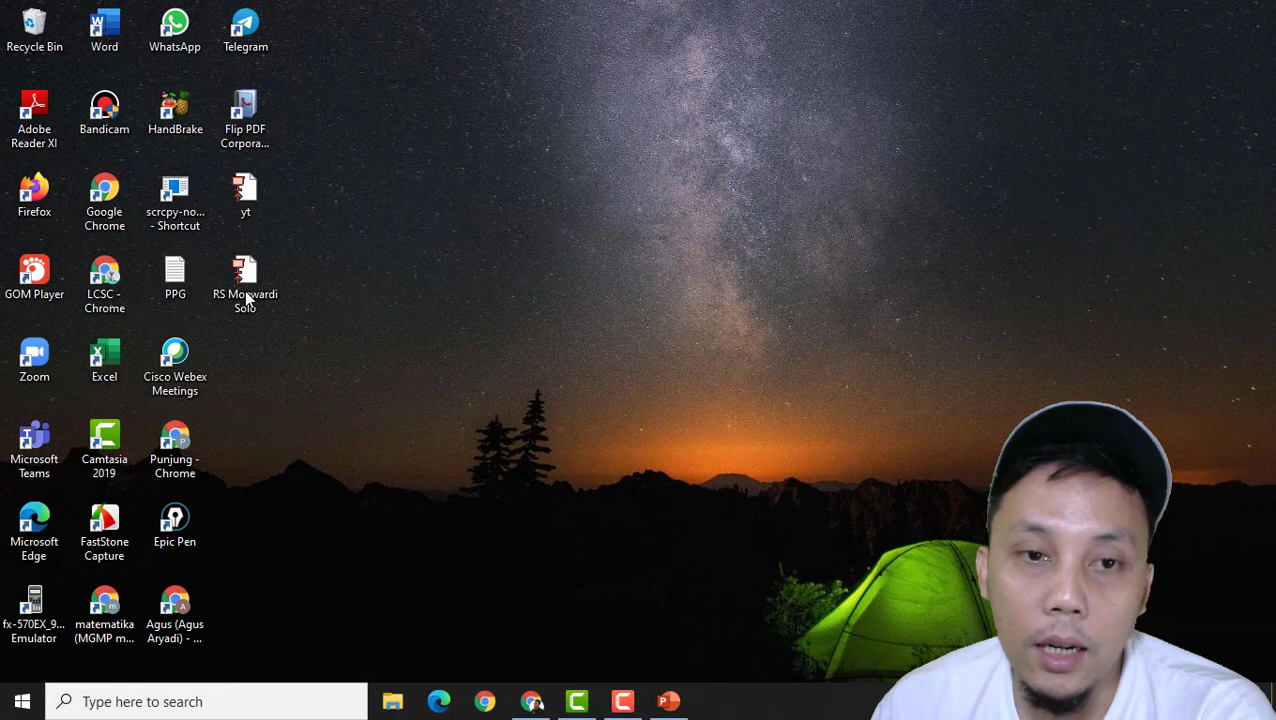 Recycle Bin
Word
WhatsApp
Telegram
Adobe
Reader XI
Bandicam
HandBrake
Flip PDF
Corpora...
Firefox
Google
Chrome
scrcpy-no...
- Shortcut
yt
GOM Player
LCSC -
Chrome
PPG
RS Moewardi
Solo
Zoom
Excel
Cisco Webex
Meetings
Microsoft
Teams
Camtasia
2019
Punjung -
Chrome
Microsoft
Edge
FastStone
Capture
Epic Pen
fx-570EX_9...
Emulator
matematika
(MGMP m...
Agus (Agus
Aryadi) - ...
Type here to search